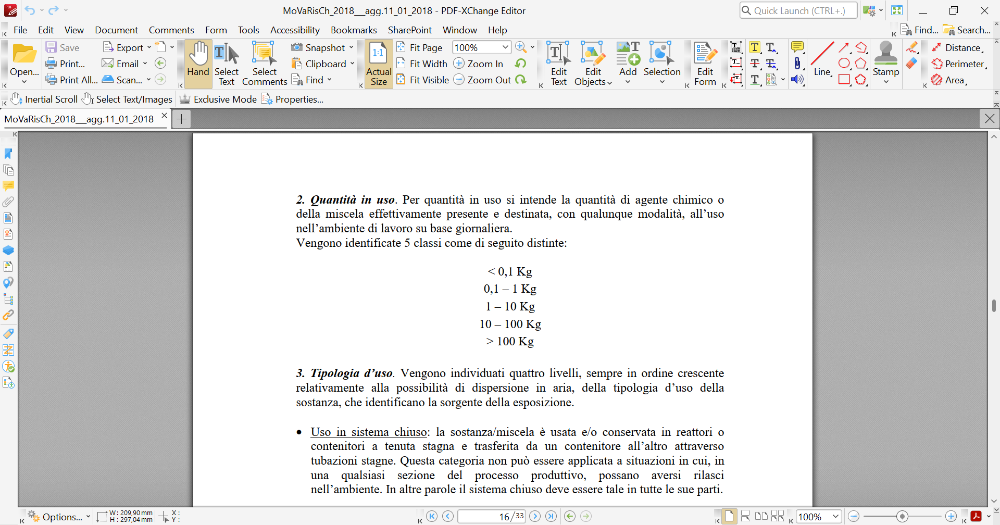 MoVaRisCh_2018__agg.11_01_2018 - PDF-XChange Editor
Quick Launch (CTRL+.)
File Edit View Document Comments Form Tools Accessibility Bookmarks SharePoint Window Help
Find... Search...
Open...
Save
Print...
Print All...
Export
Email
Scan...
Hand
Select Text
Select Comments
Snapshot
Clipboard
Find
1:1
Actual Size
Fit Page
Fit Width
Fit Visible
100%
Zoom In
Zoom Out
Edit Text
Edit Objects
Add
Selection
Edit Form
Line
Stamp
Distance
Perimeter
Area
Inertial Scroll Select Text/Images Exclusive Mode Properties...
MoVaRisCh_2018__agg.11_01_2018
2. Quantità in uso. Per quantità in uso si intende la quantità di agente chimico o
della miscela effettivamente presente e destinata, con qualunque modalità, all’uso
nell’ambiente di lavoro su base giornaliera.
Vengono identificate 5 classi come di seguito distinte:
< 0,1 Kg
0,1 – 1 Kg
1 – 10 Kg
10 – 100 Kg
> 100 Kg
3. Tipologia d’uso. Vengono individuati quattro livelli, sempre in ordine crescente
relativamente alla possibilità di dispersione in aria, della tipologia d’uso della
sostanza, che identificano la sorgente della esposizione.
• Uso in sistema chiuso: la sostanza/miscela è usata e/o conservata in reattori o
contenitori a tenuta stagna e trasferita da un contenitore all’altro attraverso
tubazioni stagne. Questa categoria non può essere applicata a situazioni in cui, in
una qualsiasi sezione del processo produttivo, possano aversi rilasci
nell’ambiente. In altre parole il sistema chiuso deve essere tale in tutte le sue parti.
Options...
W: 209,90 mm
H: 297,04 mm
X:
Y:
16/33
100%